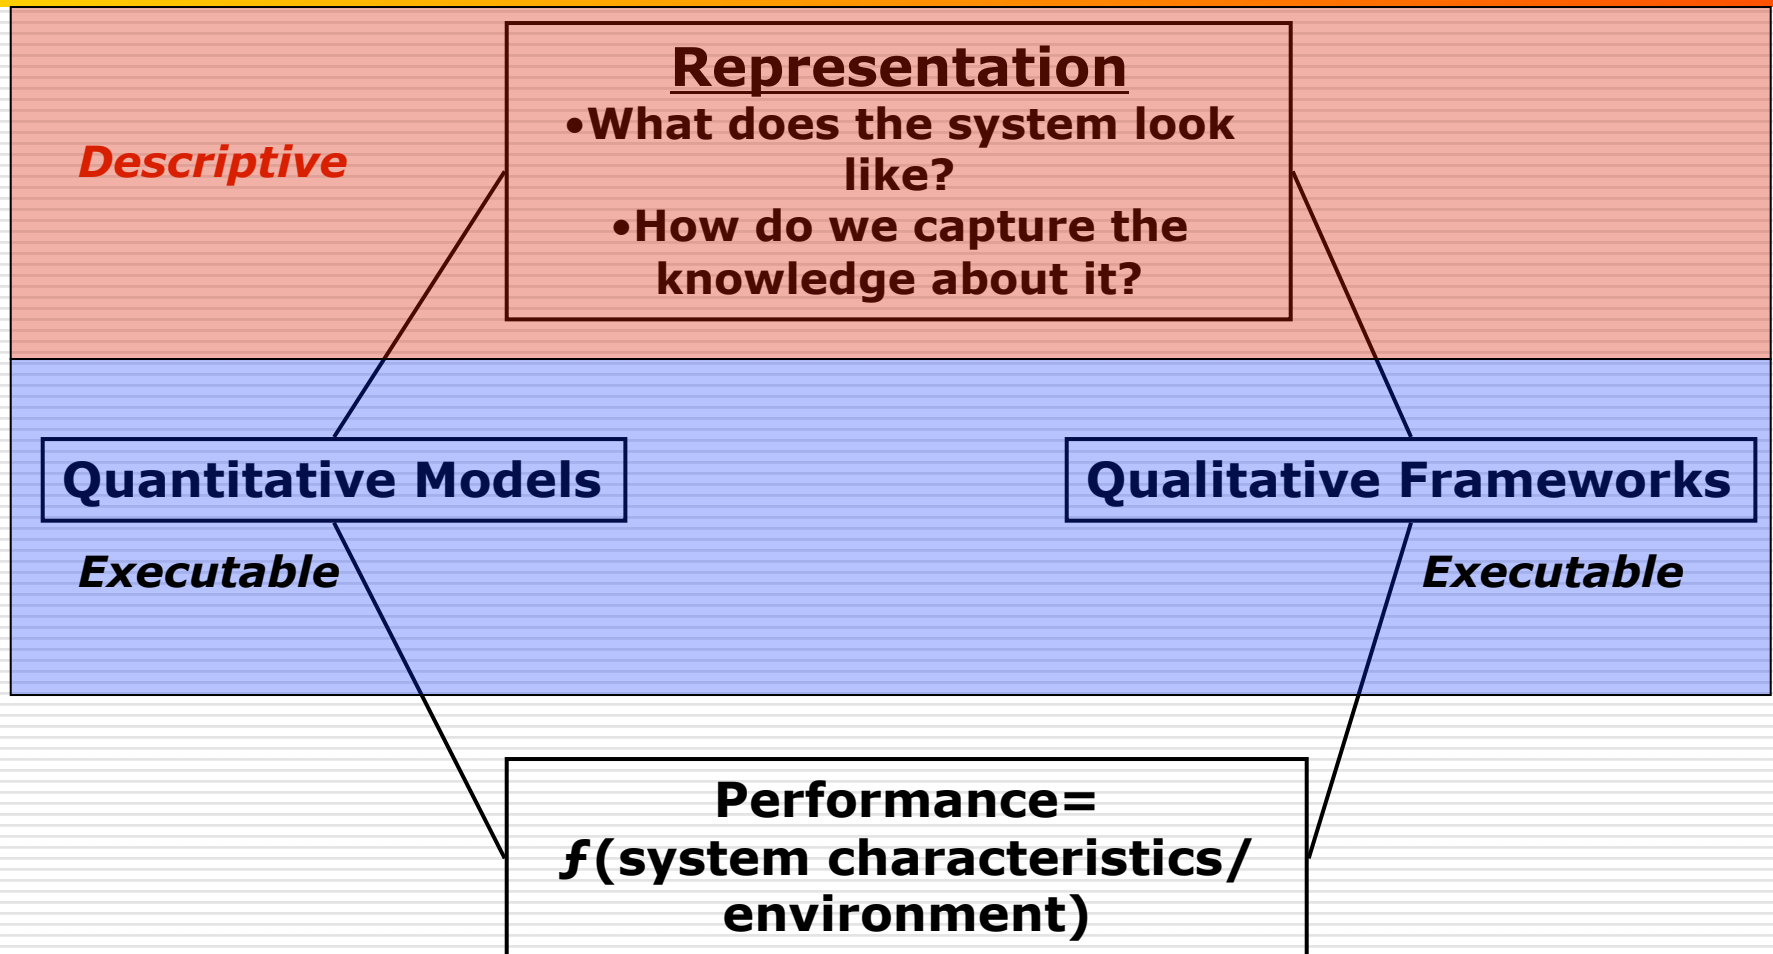 Representation
•What does the system look
like?
•How do we capture the
knowledge about it?
Descriptive
Quantitative Models
Qualitative Frameworks
Executable
Executable
Performance=
ƒ(system characteristics/
environment)